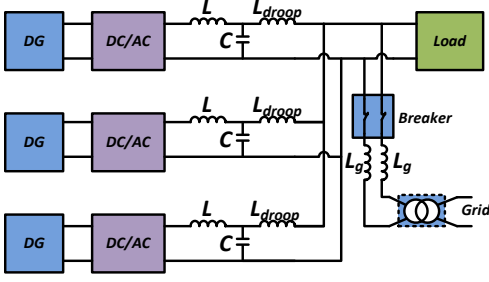 L L_droop
DG DC/AC C Load
L L_droop
DG DC/AC C Breaker
L_g L_g
L L_droop
DG DC/AC C Grid